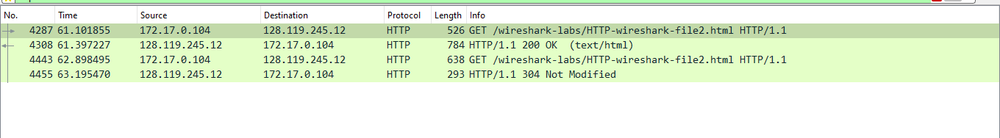 No. Time Source Destination Protocol Length Info
4287 61.101855 172.17.0.104 128.119.245.12 HTTP 526 GET /wireshark-labs/HTTP-wireshark-file2.html HTTP/1.1
4308 61.397227 128.119.245.12 172.17.0.104 HTTP 784 HTTP/1.1 200 OK (text/html)
4443 62.898495 172.17.0.104 128.119.245.12 HTTP 638 GET /wireshark-labs/HTTP-wireshark-file2.html HTTP/1.1
4455 63.195470 128.119.245.12 172.17.0.104 HTTP 293 HTTP/1.1 304 Not Modified